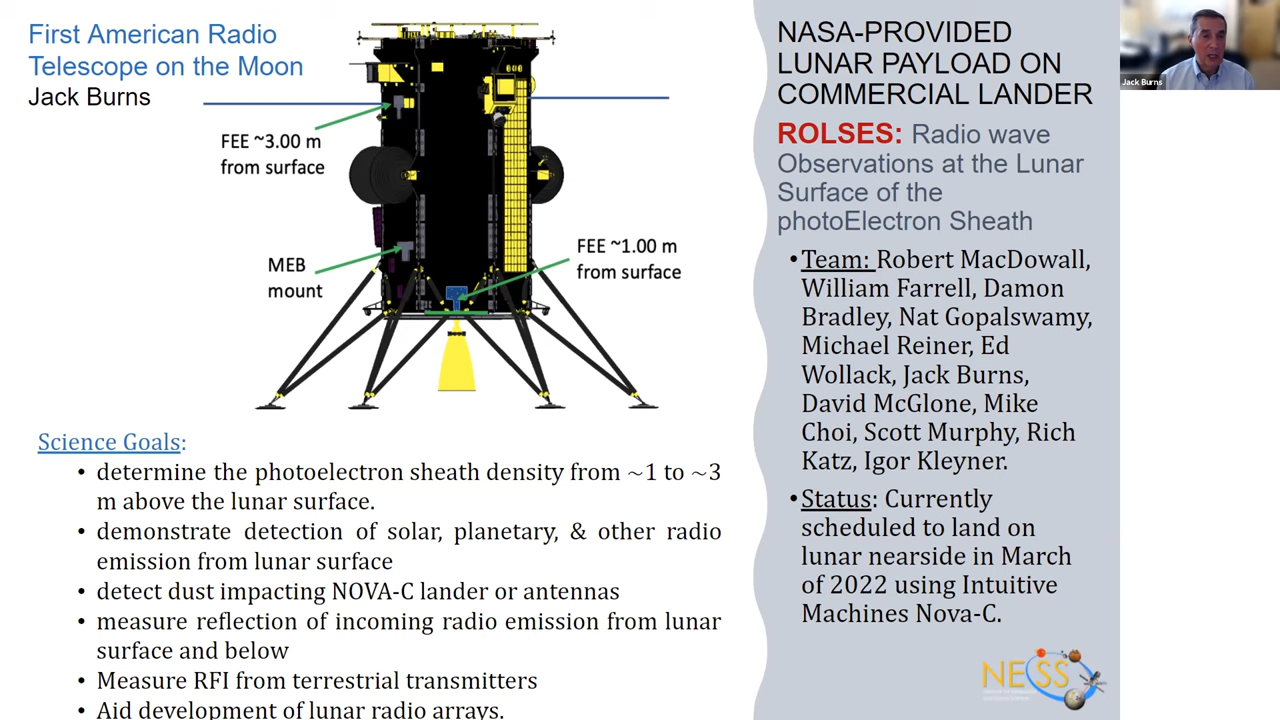 First American Radio
Telescope on the Moon
Jack Burns
FEE ~3.00 m
from surface
MEB
mount
FEE ~1.00 m
from surface
Science Goals:
• determine the photoelectron sheath density from ~1 to ~3
m above the lunar surface.
• demonstrate detection of solar, planetary, & other radio
emission from lunar surface
• detect dust impacting NOVA-C lander or antennas
• measure reflection of incoming radio emission from lunar
surface and below
• Measure RFI from terrestrial transmitters
• Aid development of lunar radio arrays.
NASA-PROVIDED
LUNAR PAYLOAD ON
COMMERCIAL LANDER
ROLSES: Radio wave
Observations at the Lunar
Surface of the
photoElectron Sheath
• Team: Robert MacDowall,
William Farrell, Damon
Bradley, Nat Gopalswamy,
Michael Reiner, Ed
Wollack, Jack Burns,
David McGlone, Mike
Choi, Scott Murphy, Rich
Katz, Igor Kleyner.
• Status: Currently
scheduled to land on
lunar nearside in March
of 2022 using Intuitive
Machines Nova-C.
NESS
Jack Burns